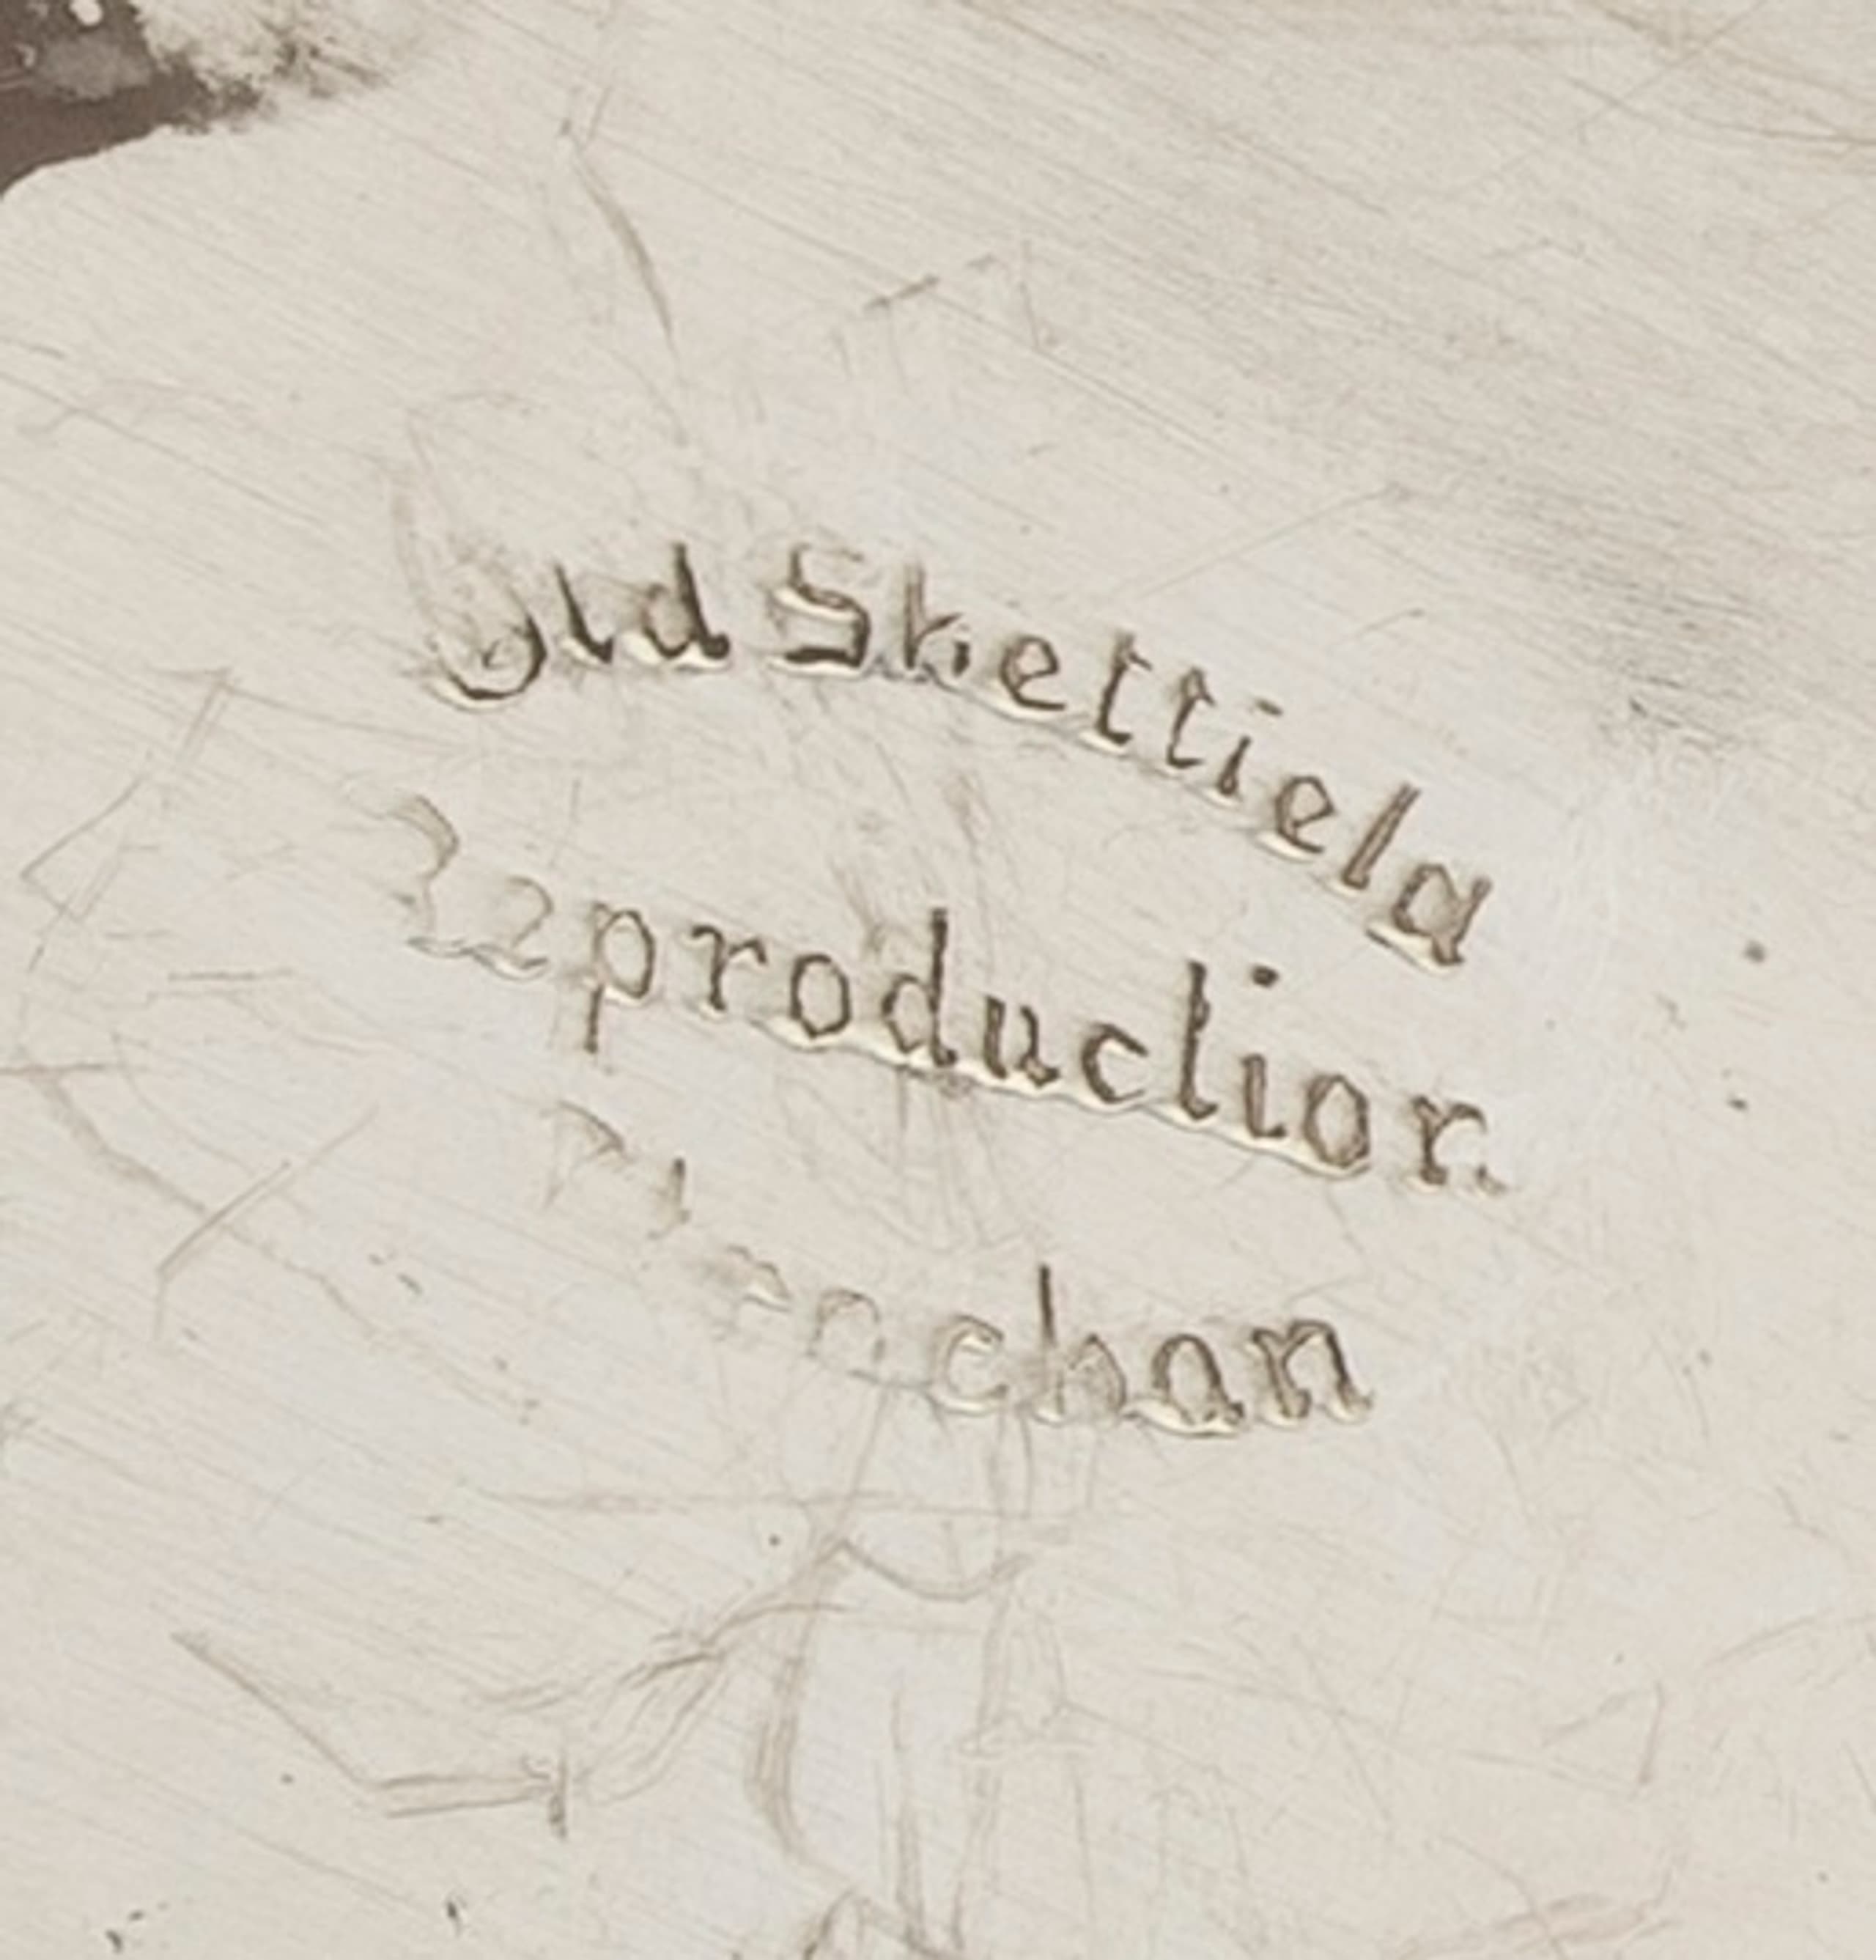 Old Sheffield
Reproduction